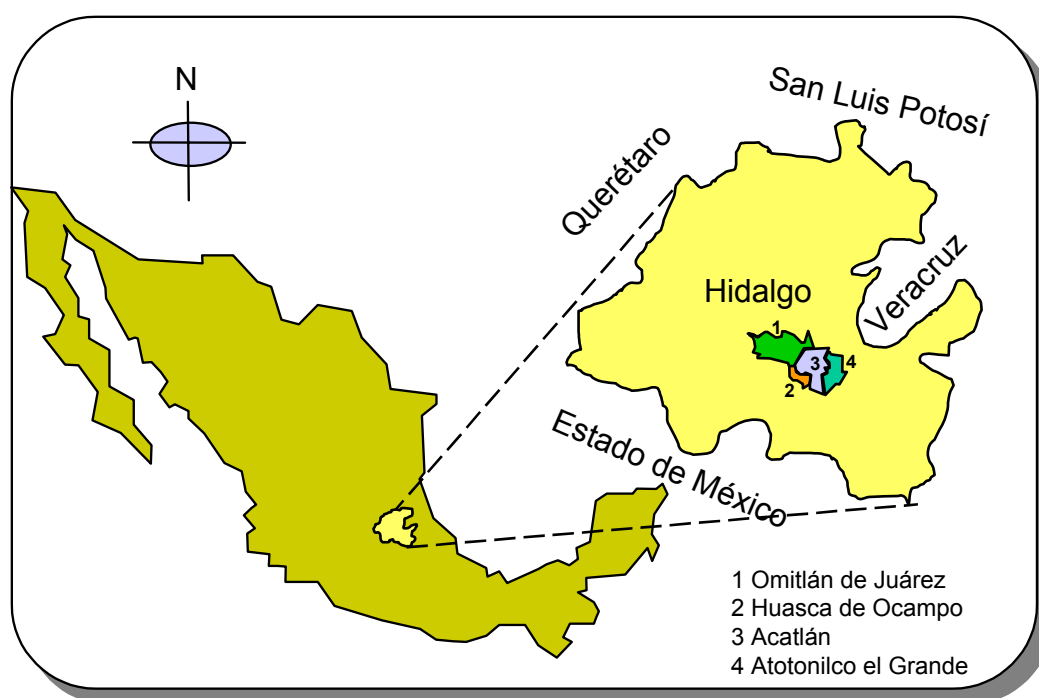 N
San Luis Potosí
Querétaro
Veracruz
Hidalgo
1
3
4
2
Estado de México
1 Omitlán de Juárez
2 Huasca de Ocampo
3 Acatlán
4 Atotonilco el Grande